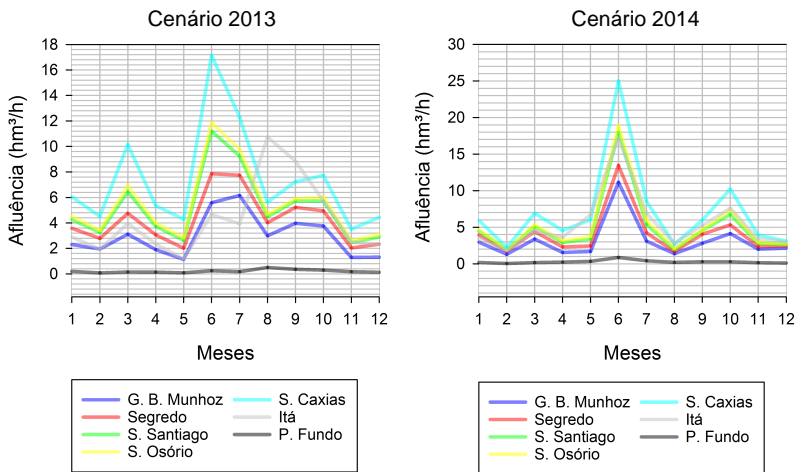 Cenário 2013
Afluência (hm³/h)
18
16
14
12
10
8
6
4
2
0
1 2 3 4 5 6 7 8 9 10 11 12
Meses
G. B. Munhoz
Segredo
S. Santiago
S. Osório
S. Caxias
Itá
P. Fundo
Cenário 2014
Afluência (hm³/h)
30
25
20
15
10
5
0
1 2 3 4 5 6 7 8 9 10 11 12
Meses
G. B. Munhoz
Segredo
S. Santiago
S. Osório
S. Caxias
Itá
P. Fundo